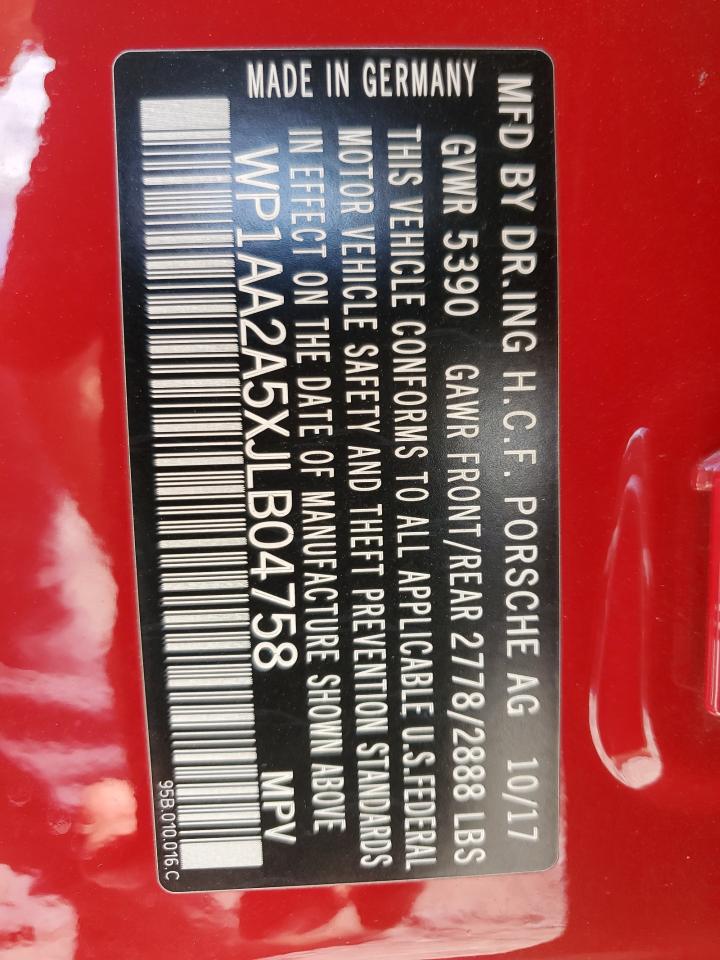 MFD BY DR.ING H.C.F. PORSCHE AG 10/17
GVWR 5390 GAWR FRONT/REAR 2778/2888 LBS
THIS VEHICLE CONFORMS TO ALL APPLICABLE U.S.FEDERAL
MOTOR VEHICLE SAFETY AND THEFT PREVENTION STANDARDS
IN EFFECT ON THE DATE OF MANUFACTURE SHOWN ABOVE
WP1AA2A5XJLB04758 MPV
MADE IN GERMANY
95B.010.016.C